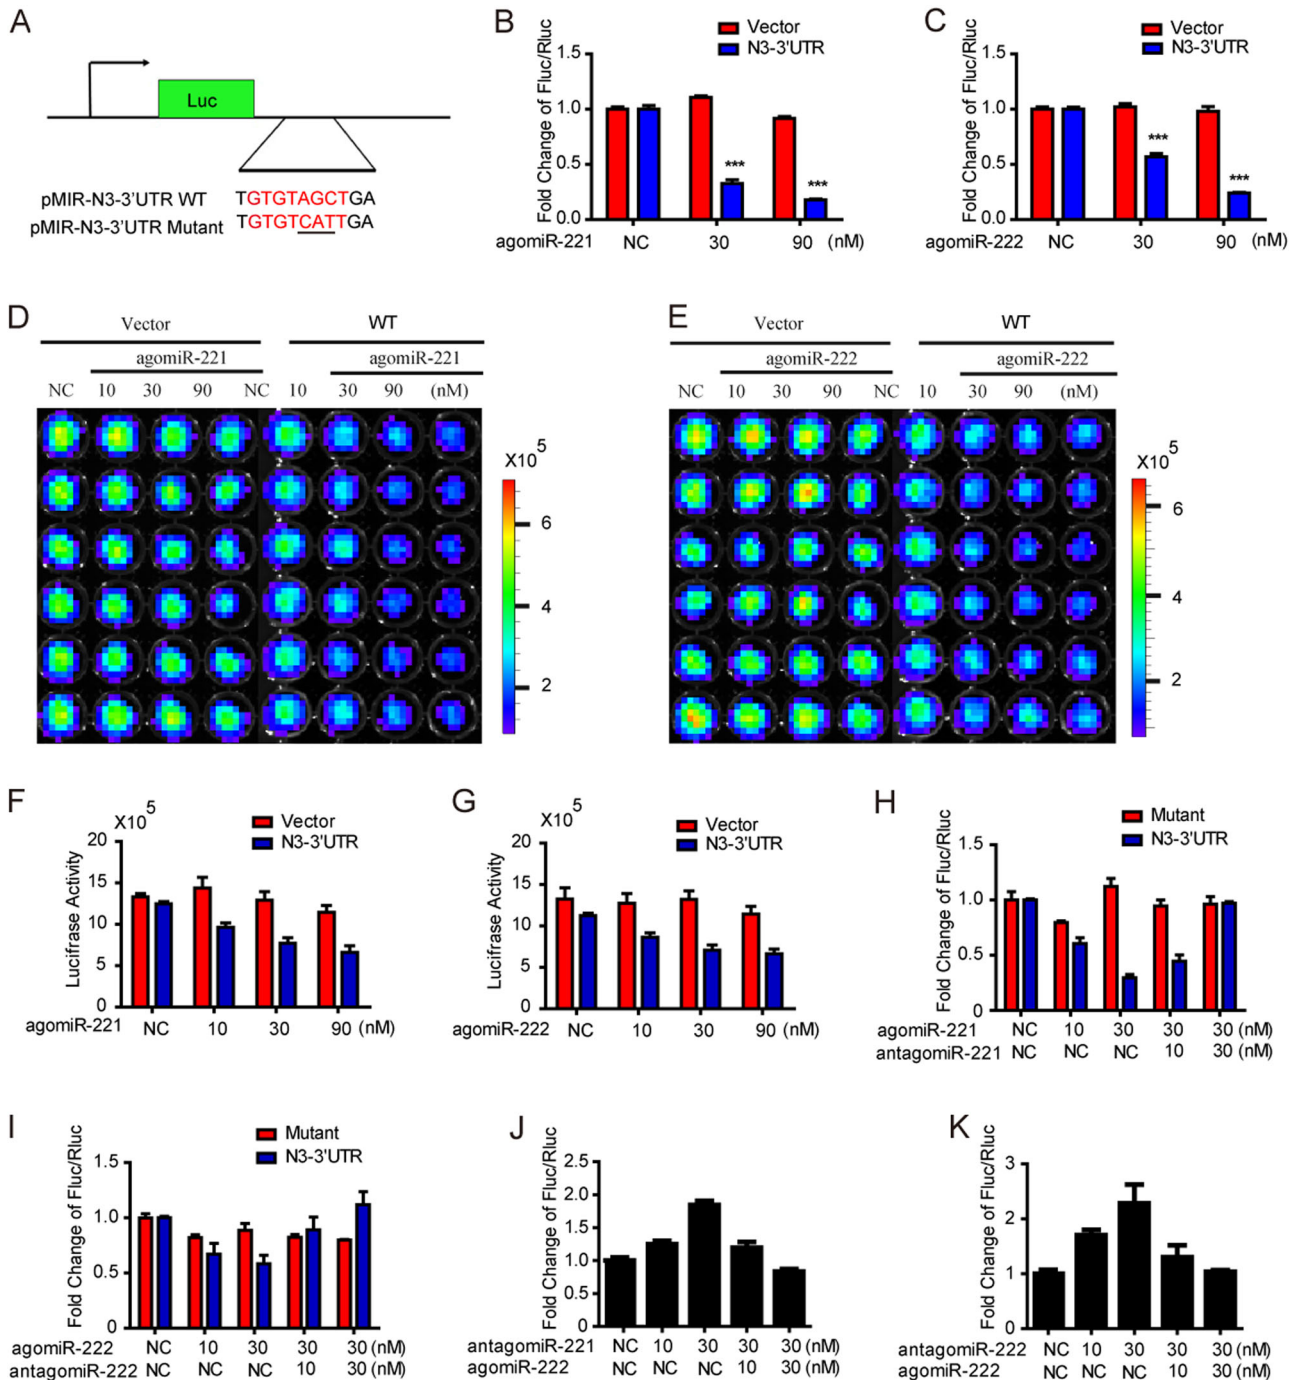 A
Luc
pMIR-N3-3'UTR WT TGTGTAGCTGA
pMIR-N3-3'UTR Mutant TGTGTCATTGA
B
Vector
N3-3'UTR
Fold Change of Fluc/Rluc
1.5
1.0
0.5
0.0
***
***
agomiR-221 NC 30 90 (nM)
C
Vector
N3-3'UTR
Fold Change of Fluc/Rluc
1.5
1.0
0.5
0.0
***
***
agomiR-222 NC 30 90 (nM)
D
Vector WT
agomiR-221 agomiR-221
NC 10 30 90 NC 10 30 90 (nM)
X10^5
6
4
2
E
Vector WT
agomiR-222 agomiR-222
NC 10 30 90 NC 10 30 90 (nM)
X10^5
6
4
2
F
X10^5
Vector
N3-3'UTR
Lucifrase Activity
20
15
10
5
0
agomiR-221 NC 10 30 90 (nM)
G
X10^5
Vector
N3-3'UTR
Lucifrase Activity
20
15
10
5
0
agomiR-222 NC 10 30 90 (nM)
H
Mutant
N3-3'UTR
Fold Change of Fluc/Rluc
1.5
1.0
0.5
0
agomiR-221 NC 10 30 30 30 (nM)
antagomiR-221 NC NC NC 10 30 (nM)
I
Mutant
N3-3'UTR
Fold Change of Fluc/Rluc
1.5
1.0
0.5
0
agomiR-222 NC 10 30 30 30 (nM)
antagomiR-222 NC NC NC 10 30 (nM)
J
Fold Change of Fluc/Rluc
2.5
2.0
1.5
1.0
0.5
0
antagomiR-221 NC 10 30 30 30 (nM)
agomiR-222 NC NC NC 10 30 (nM)
K
Fold Change of Fluc/Rluc
3
2
1
0
antagomiR-222 NC 10 30 30 30 (nM)
agomiR-222 NC NC NC 10 30 (nM)